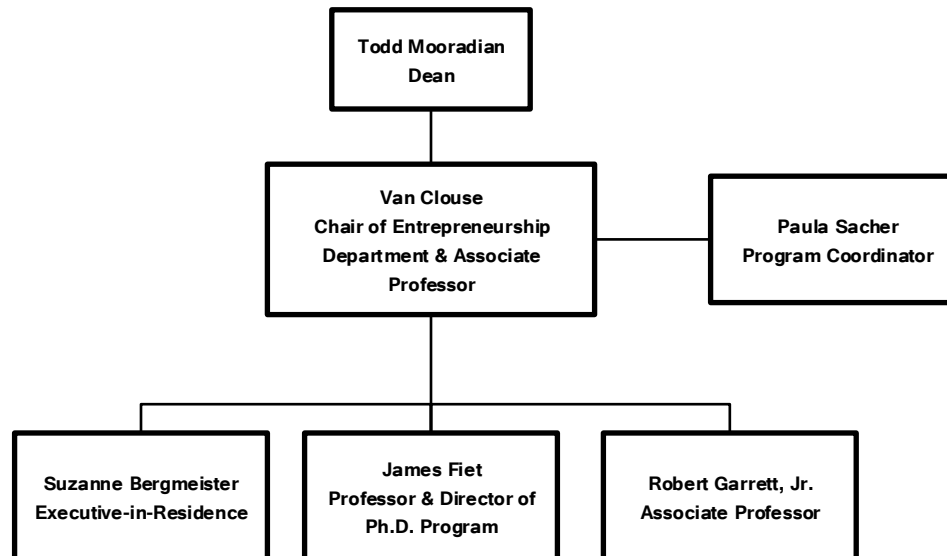 Todd Mooradian
Dean
Van Clouse
Chair of Entrepreneurship
Department & Associate
Professor
Paula Sacher
Program Coordinator
Suzanne Bergmeister
Executive-in-Residence
James Fiet
Professor & Director of
Ph.D. Program
Robert Garrett, Jr.
Associate Professor